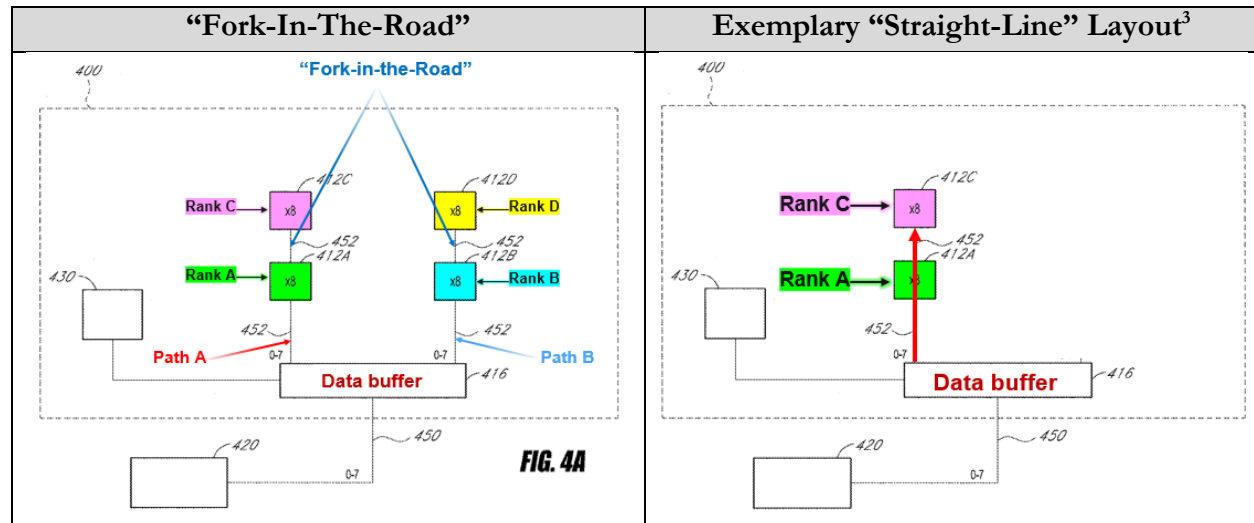 “Fork-In-The-Road”
400
“Fork-in-the-Road”
412C
412D
Rank C
x8
x8
Rank D
452
452
412A
412B
430
Rank A
x8
x8
Rank B
452
452
Path A
0-7
0-7
Path B
Data buffer
416
450
420
0-7
FIG. 4A
Exemplary “Straight-Line” Layout3
400
412C
Rank C
x8
452
412A
430
Rank A
x8
452
0-7
Data buffer
416
450
420
0-7